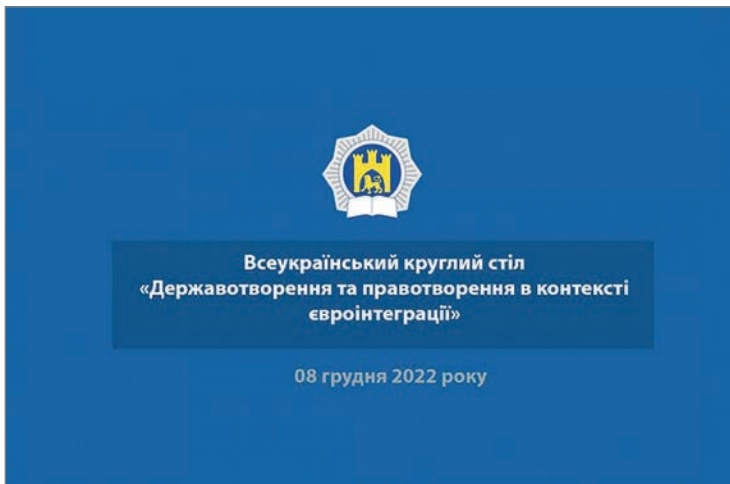 Всеукраїнський круглий стіл
«Державотворення та правотворення в контексті
євроінтеграції»
08 грудня 2022 року